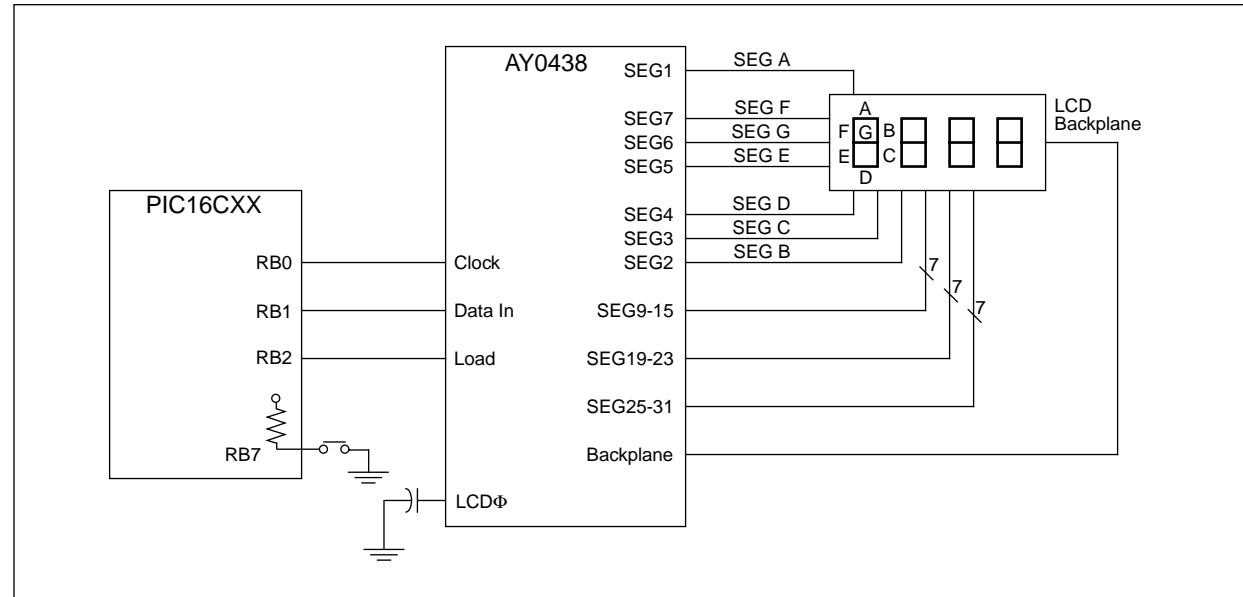 AY0438
SEG1
SEG A
SEG7
SEG F
SEG6
SEG G
SEG5
SEG E
SEG4
SEG D
SEG3
SEG C
SEG2
SEG B
SEG9-15
SEG19-23
SEG25-31
Backplane
Clock
Data In
Load
LCDΦ
PIC16CXX
RB0
RB1
RB2
RB7
A
F G B
E C
D
LCD
Backplane
7
7
7